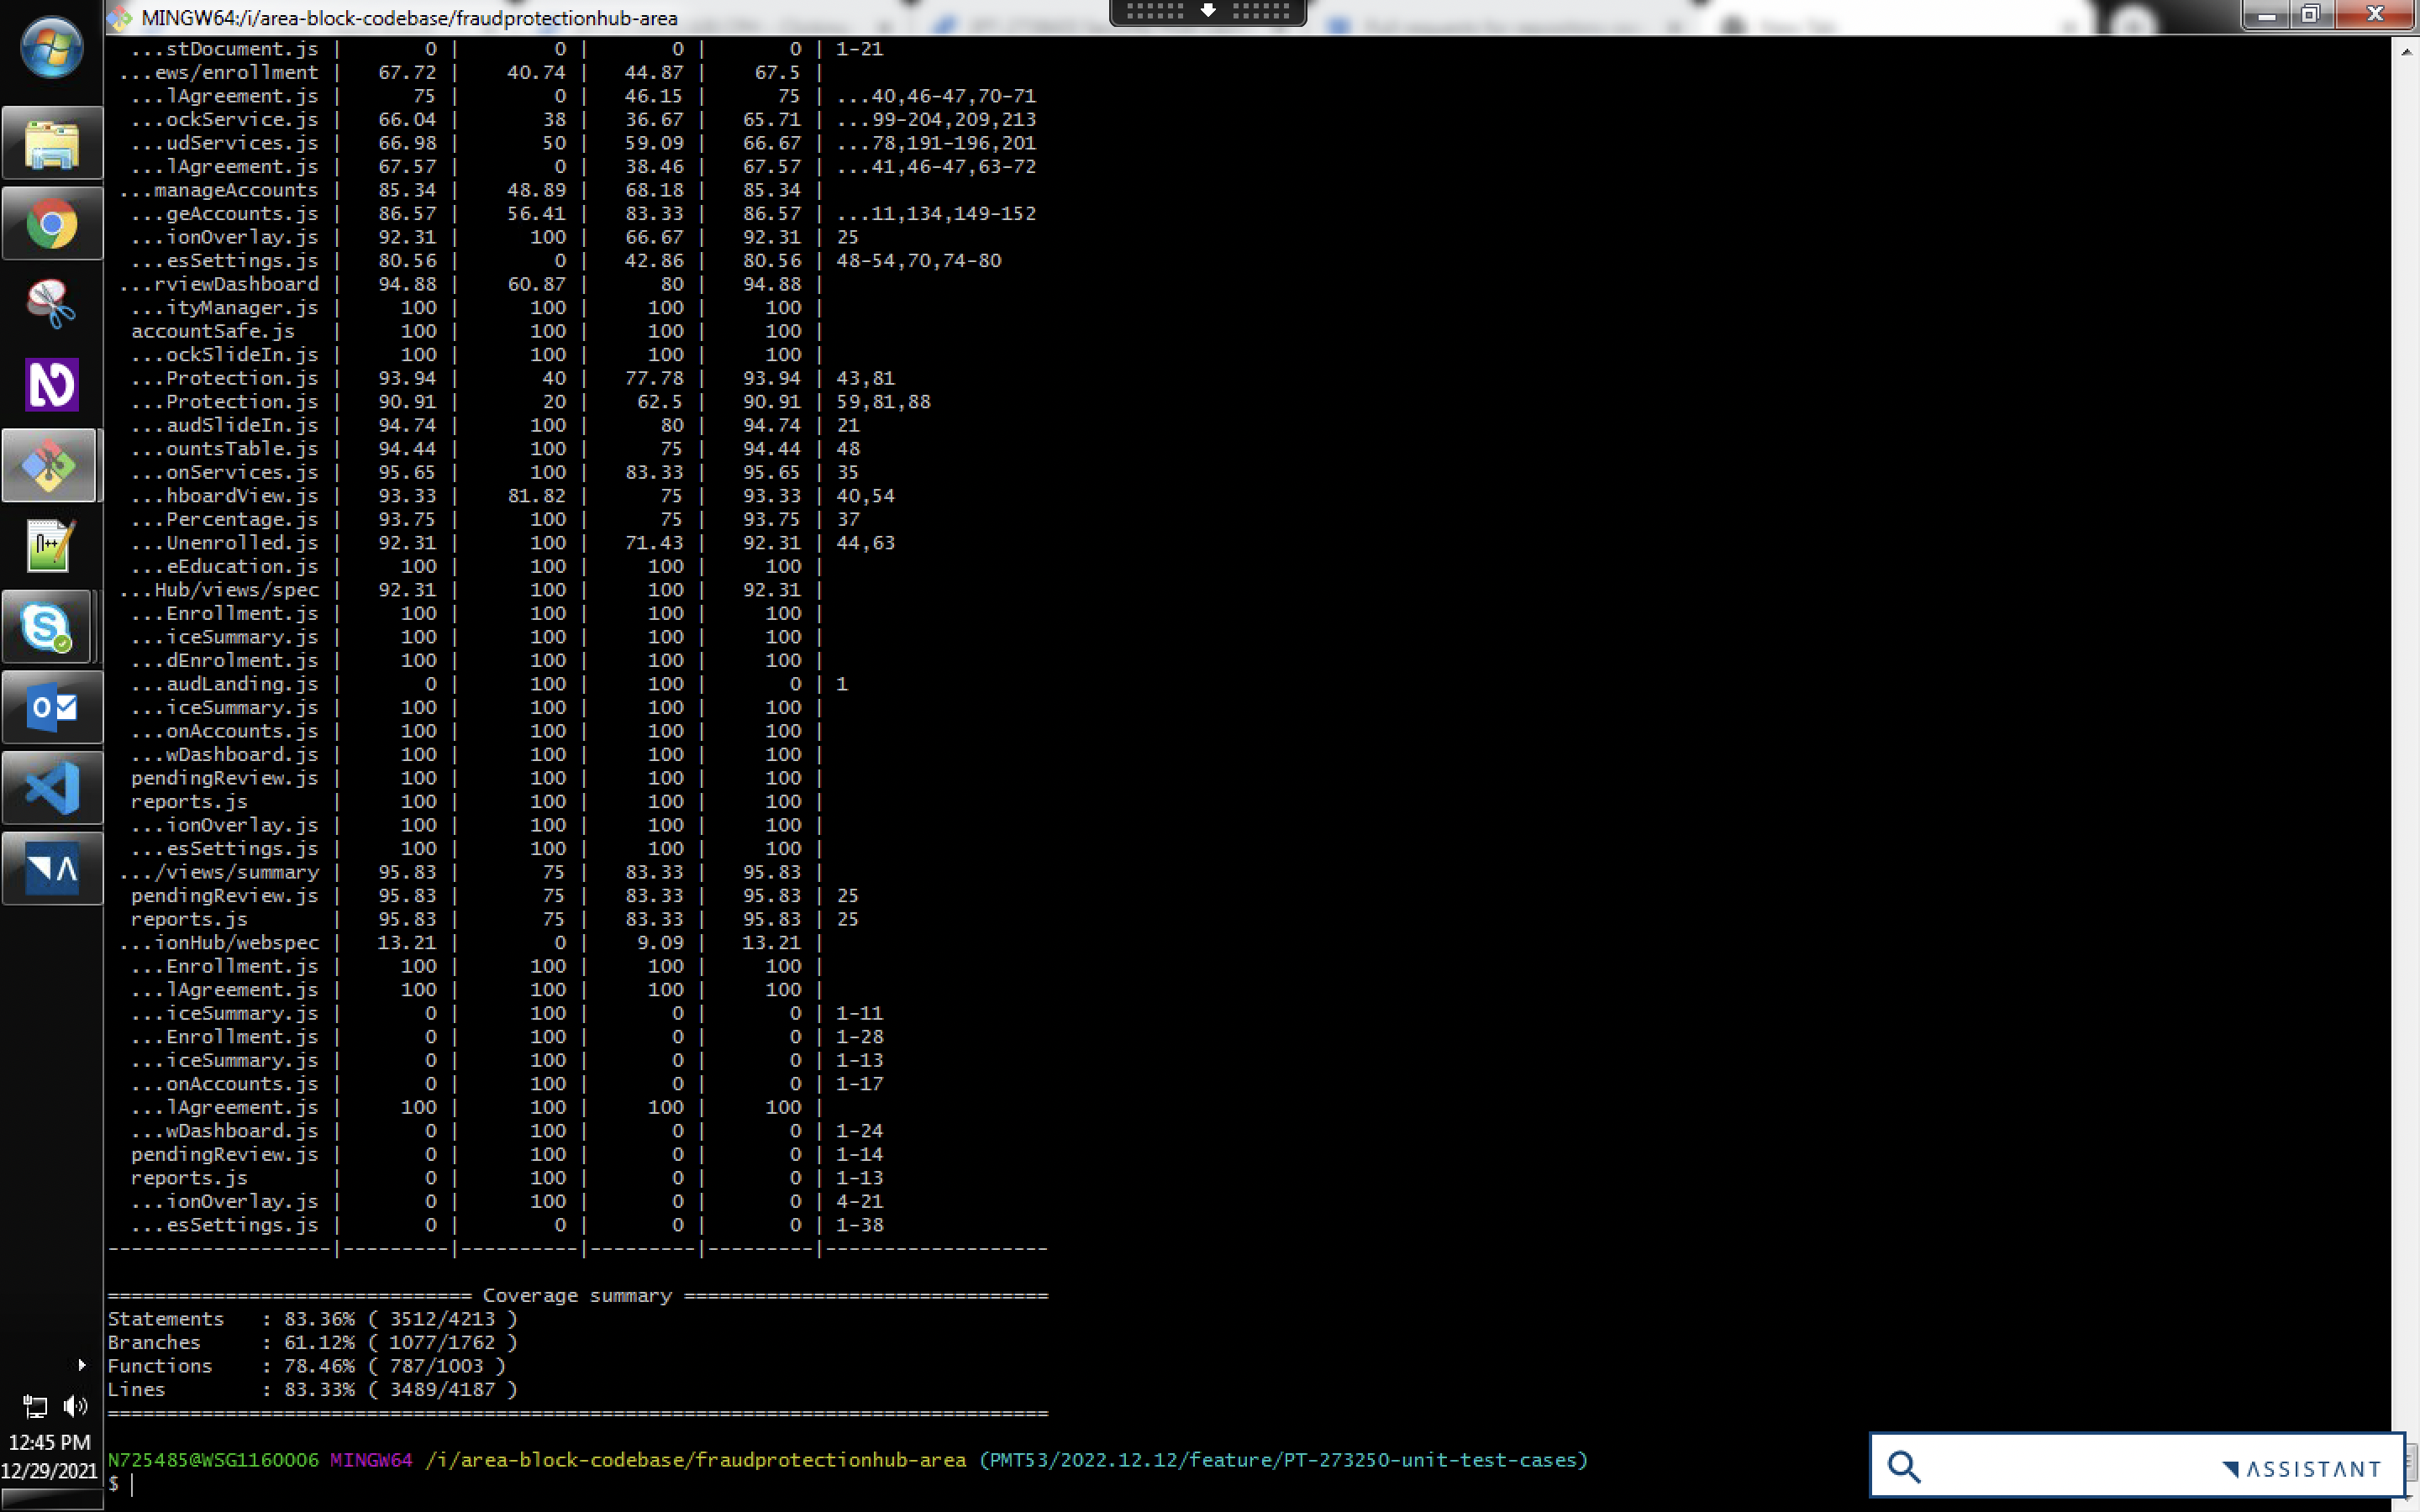 MINGW64:/i/area-block-codebase/fraudprotectionhub-area
...stDocument.js | 0 | 0 | 0 | 0 | 1-21
...ews/enrollment | 67.72 | 40.74 | 44.87 | 67.5 |
...lAgreement.js | 75 | 0 | 46.15 | 75 | ...40,46-47,70-71
...ockService.js | 66.04 | 38 | 36.67 | 65.71 | ...99-204,209,213
...udServices.js | 66.98 | 50 | 59.09 | 66.67 | ...78,191-196,201
...lAgreement.js | 67.57 | 0 | 38.46 | 67.57 | ...41,46-47,63-72
...manageAccounts | 85.34 | 48.89 | 68.18 | 85.34 |
...geAccounts.js | 86.57 | 56.41 | 83.33 | 86.57 | ...11,134,149-152
...ionOverlay.js | 92.31 | 100 | 66.67 | 92.31 | 25
...esSettings.js | 80.56 | 0 | 42.86 | 80.56 | 48-54,70,74-80
...rviewDashboard | 94.88 | 60.87 | 80 | 94.88 |
...ityManager.js | 100 | 100 | 100 | 100 |
accountSafe.js | 100 | 100 | 100 | 100 |
...ockSlideIn.js | 100 | 100 | 100 | 100 |
...Protection.js | 93.94 | 40 | 77.78 | 93.94 | 43,81
...Protection.js | 90.91 | 20 | 62.5 | 90.91 | 59,81,88
...audSlideIn.js | 94.74 | 100 | 80 | 94.74 | 21
...ountsTable.js | 94.44 | 100 | 75 | 94.44 | 48
...onServices.js | 95.65 | 100 | 83.33 | 95.65 | 35
...hboardView.js | 93.33 | 81.82 | 75 | 93.33 | 40,54
...Percentage.js | 93.75 | 100 | 75 | 93.75 | 37
...Unenrolled.js | 92.31 | 100 | 71.43 | 92.31 | 44,63
...eEducation.js | 100 | 100 | 100 | 100 |
...Hub/views/spec | 92.31 | 100 | 100 | 92.31 |
...Enrollment.js | 100 | 100 | 100 | 100 |
...iceSummary.js | 100 | 100 | 100 | 100 |
...dEnrolment.js | 100 | 100 | 100 | 100 |
...audLanding.js | 0 | 100 | 100 | 0 | 1
...iceSummary.js | 100 | 100 | 100 | 100 |
...onAccounts.js | 100 | 100 | 100 | 100 |
...wDashboard.js | 100 | 100 | 100 | 100 |
pendingReview.js | 100 | 100 | 100 | 100 |
reports.js | 100 | 100 | 100 | 100 |
...ionOverlay.js | 100 | 100 | 100 | 100 |
...esSettings.js | 100 | 100 | 100 | 100 |
.../views/summary | 95.83 | 75 | 83.33 | 95.83 |
pendingReview.js | 95.83 | 75 | 83.33 | 95.83 | 25
reports.js | 95.83 | 75 | 83.33 | 95.83 | 25
...ionHub/webspec | 13.21 | 0 | 9.09 | 13.21 |
...Enrollment.js | 100 | 100 | 100 | 100 |
...lAgreement.js | 100 | 100 | 100 | 100 |
...iceSummary.js | 0 | 100 | 0 | 0 | 1-11
...Enrollment.js | 0 | 100 | 0 | 0 | 1-28
...iceSummary.js | 0 | 100 | 0 | 0 | 1-13
...onAccounts.js | 0 | 100 | 0 | 0 | 1-17
...lAgreement.js | 100 | 100 | 100 | 100 |
...wDashboard.js | 0 | 100 | 0 | 0 | 1-24
pendingReview.js | 0 | 100 | 0 | 0 | 1-14
reports.js | 0 | 100 | 0 | 0 | 1-13
...ionOverlay.js | 0 | 100 | 0 | 0 | 4-21
...esSettings.js | 0 | 0 | 0 | 0 | 1-38
-------------------|---------|----------|---------|---------|-------------------
=============================== Coverage summary ===============================
Statements : 83.36% ( 3512/4213 )
Branches : 61.12% ( 1077/1762 )
Functions : 78.46% ( 787/1003 )
Lines : 83.33% ( 3489/4187 )
================================================================================
N725485@WSG1160006 MINGW64 /i/area-block-codebase/fraudprotectionhub-area (PMT53/2022.12.12/feature/PT-273250-unit-test-cases)
$
12:45 PM
12/29/2021
ASSISTANT